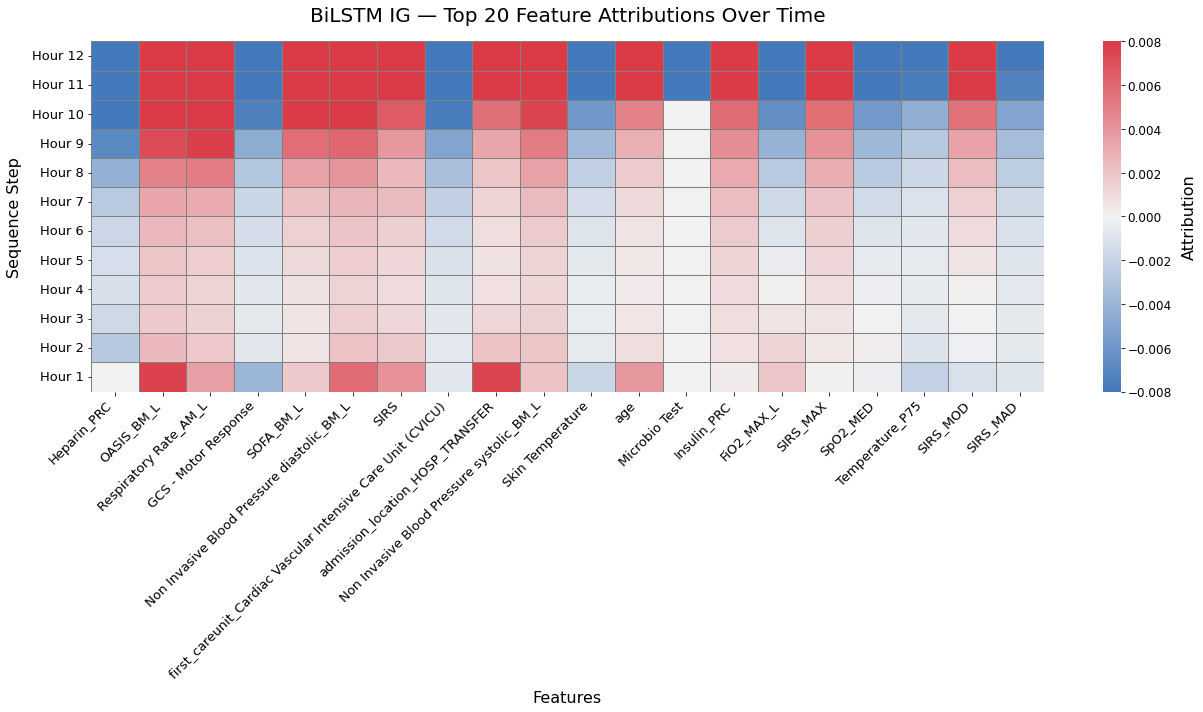 BiLSTM IG — Top 20 Feature Attributions Over Time
Sequence Step
Hour 12
Hour 11
Hour 10
Hour 9
Hour 8
Hour 7
Hour 6
Hour 5
Hour 4
Hour 3
Hour 2
Hour 1
Heparin_PRC
OASIS_BM_L
Respiratory Rate_AM_L
GCS - Motor Response
SOFA_BM_L
Non Invasive Blood Pressure diastolic_BM_L
SIRS
first_careunit_Cardiac Vascular Intensive Care Unit (CVICU)
admission_location_HOSP_TRANSFER
Non Invasive Blood Pressure systolic_BM_L
Skin Temperature
age
Microbio Test
Insulin_PRC
FiO2_MAX_L
SIRS_MAX
SpO2_MED
Temperature_P75
SIRS_MOD
SIRS_MAD
Features
0.008
0.006
0.004
0.002
0.000
−0.002
−0.004
−0.006
−0.008
Attribution